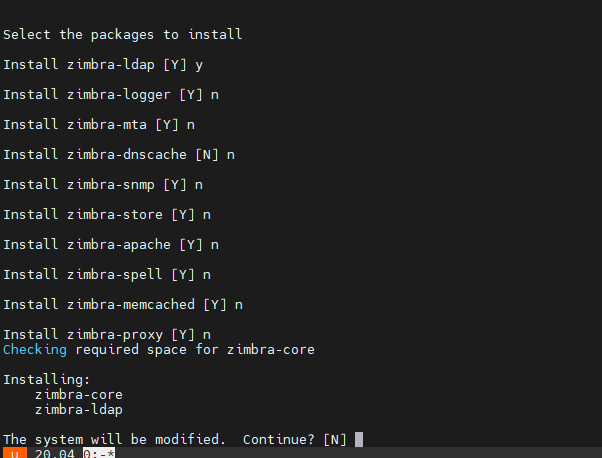 Select the packages to install
Install zimbra-ldap [Y] y
Install zimbra-logger [Y] n
Install zimbra-mta [Y] n
Install zimbra-dnscache [N] n
Install zimbra-snmp [Y] n
Install zimbra-store [Y] n
Install zimbra-apache [Y] n
Install zimbra-spell [Y] n
Install zimbra-memcached [Y] n
Install zimbra-proxy [Y] n
Checking required space for zimbra-core
Installing:
zimbra-core
zimbra-ldap
The system will be modified.  Continue? [N]
u 20.04 0:-*